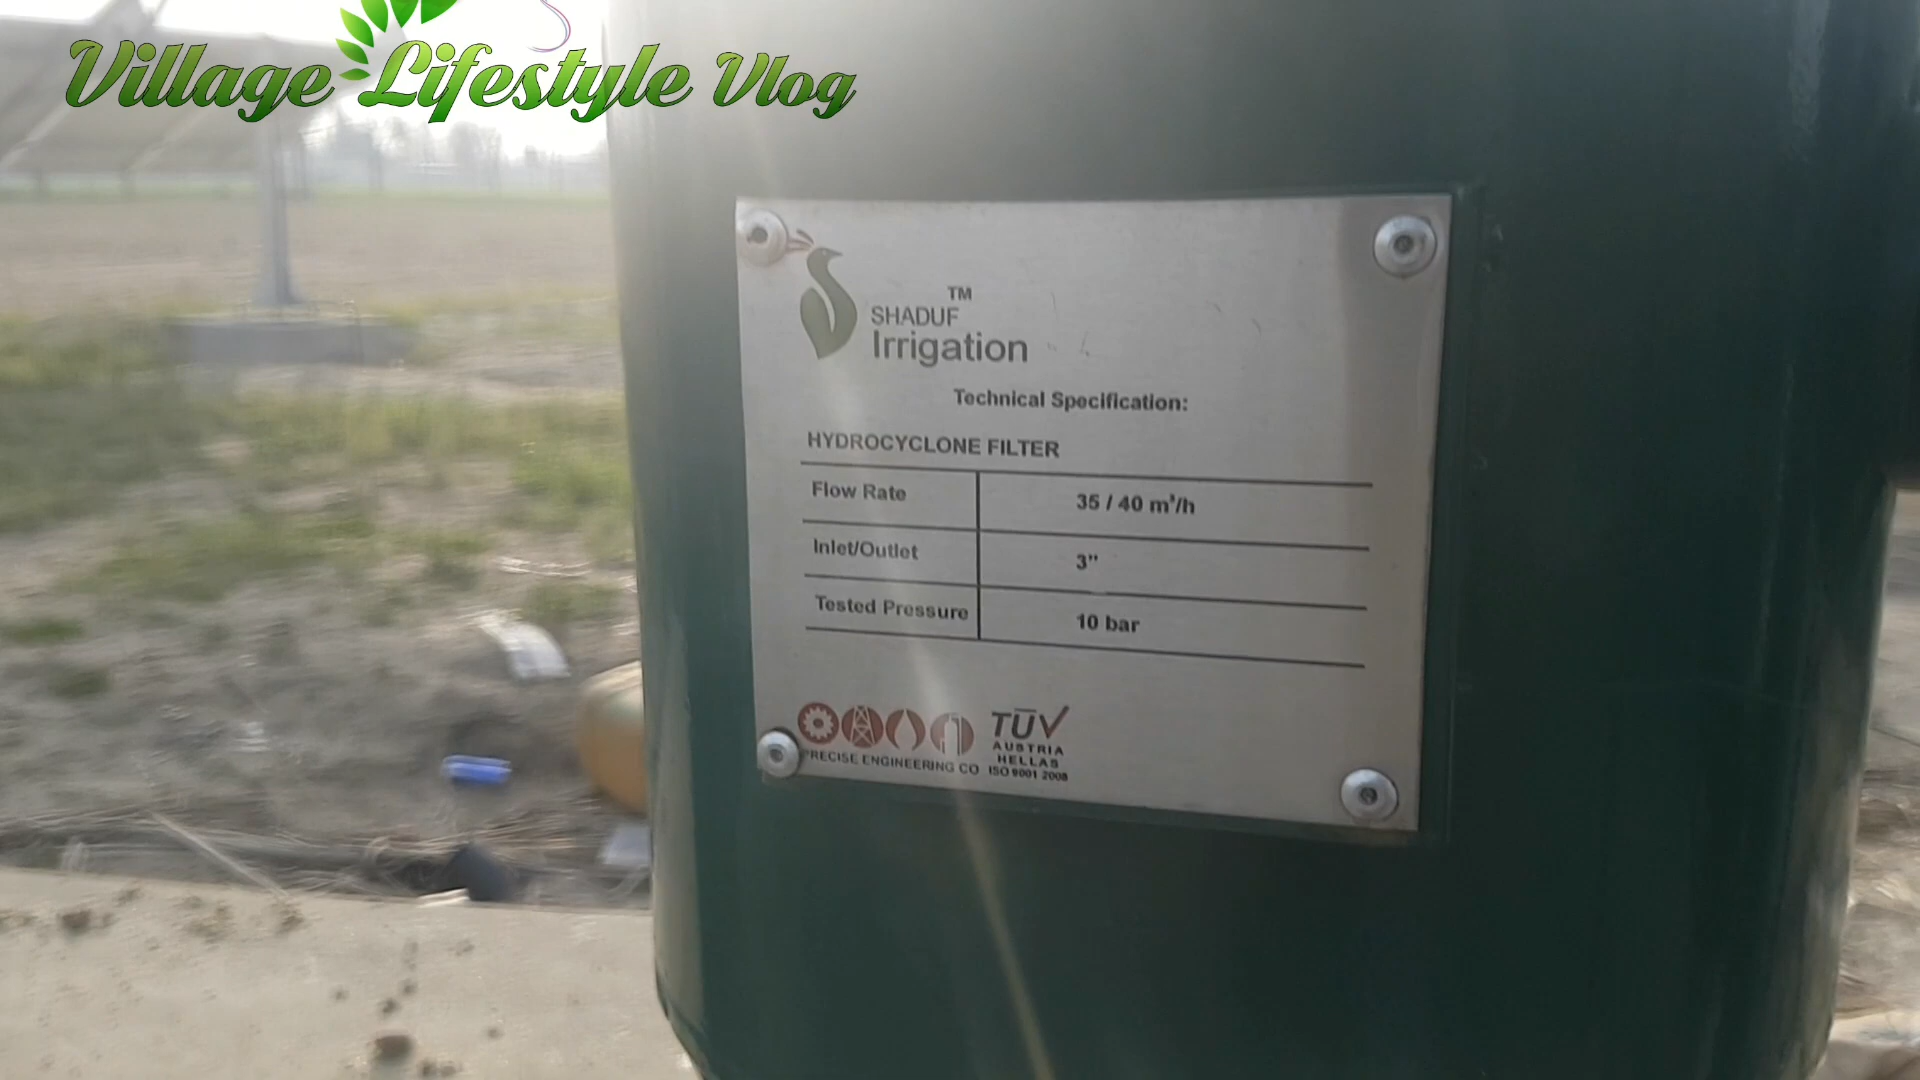 Village Lifestyle Vlog
TM
SHADUF
Irrigation
Technical Specification:
HYDROCYCLONE FILTER
Flow Rate 35 / 40 m³/h
Inlet/Outlet 3"
Tested Pressure 10 bar
PRECISE ENGINEERING CO
TÜV
AUSTRIA
HELLAS
ISO 9001 2008